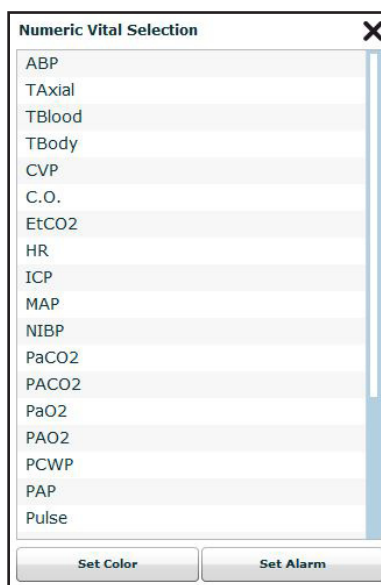 Numeric Vital Selection
ABP
TAxial
TBlood
TBody
CVP
C.O.
EtCO2
HR
ICP
MAP
NIBP
PaCO2
PACO2
PaO2
PAO2
PCWP
PAP
Pulse
Set Color Set Alarm